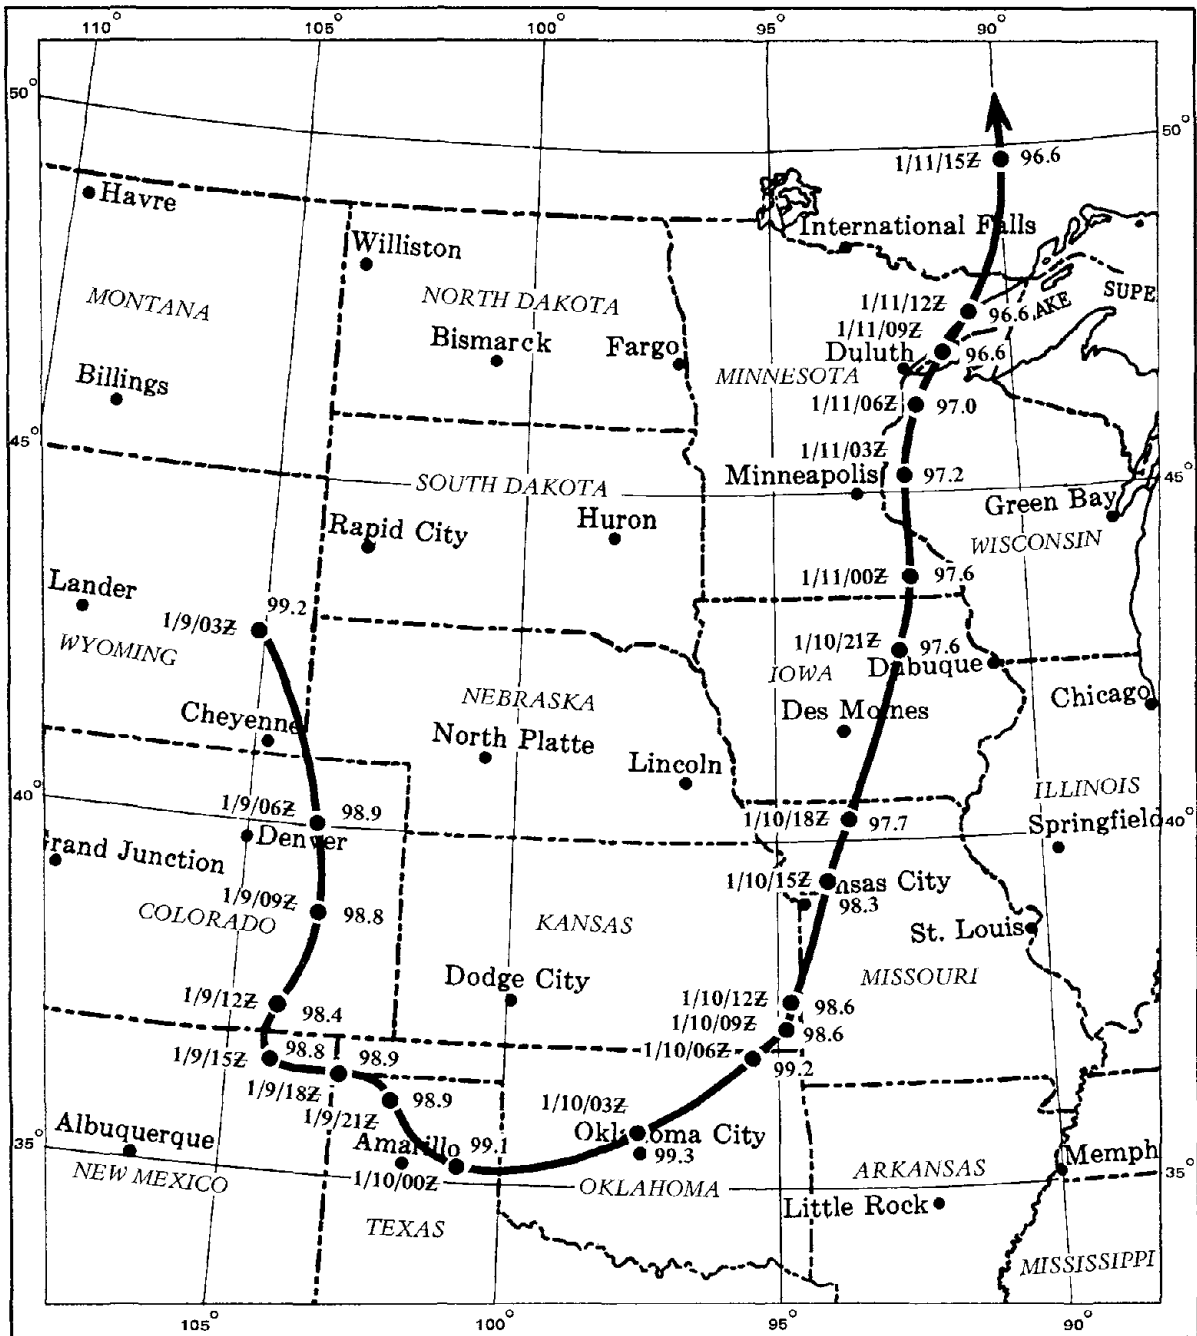 110° 105° 100° 95° 90°
50°
50°
1/11/15Z 96.6
Havre
International Falls
Williston
MONTANA
NORTH DAKOTA
1/11/12Z
96.6
LAKE
SUPE
1/11/09Z
Bismarck
Fargo
Duluth
96.6
Billings
MINNESOTA
1/11/06Z 97.0
45°
1/11/03Z
Minneapolis
97.2
45°
SOUTH DAKOTA
Green Bay
Rapid City
Huron
WISCONSIN
Lander
1/11/00Z 97.6
99.2
1/9/03Z
WYOMING
1/10/21Z 97.6
IOWA
Dubuque
NEBRASKA
Chicago
Cheyenne
Des Moines
North Platte
Lincoln
40°
ILLINOIS
1/9/06Z 98.9
1/10/18Z 97.7
Springfield
40°
Denver
rand Junction
1/10/15Z
nsas City
1/9/09Z 98.8
98.3
COLORADO
KANSAS
St. Louis
Dodge City
MISSOURI
1/9/12Z 98.4
1/10/12Z 98.6
1/10/09Z 98.6
1/9/15Z 98.8
98.9
1/10/06Z 99.2
1/9/18Z
98.9
1/9/21Z
1/10/03Z
35°
Albuquerque
Amarillo
99.1
Oklahoma City
99.3
Memph
NEW MEXICO
1/10/00Z
OKLAHOMA
ARKANSAS
35°
TEXAS
Little Rock
MISSISSIPPI
105° 100° 95° 90°